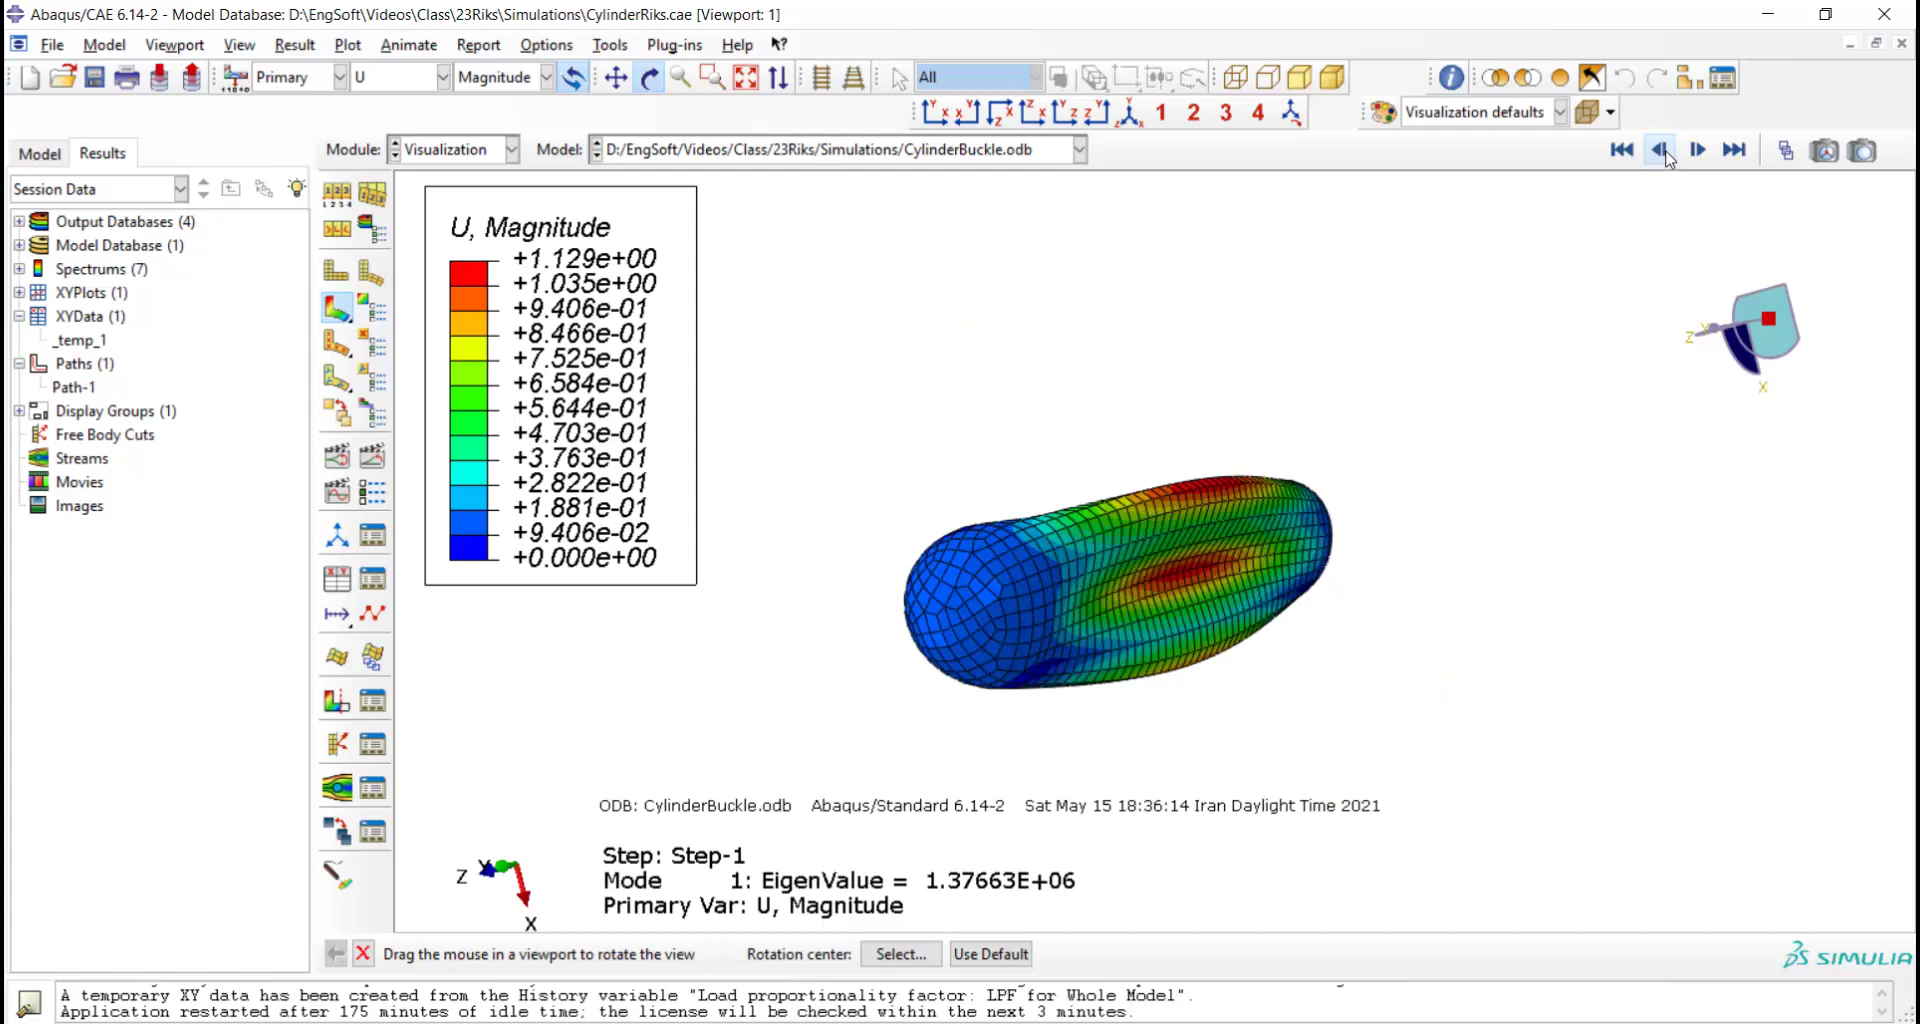 Abaqus/CAE 6.14-2 - Model Database: D:\EngSoft\Videos\Class\23Riks\Simulations\CylinderRiks.cae [Viewport: 1]
File Model Viewport View Result Plot Animate Report Options Tools Plug-ins Help
Primary U Magnitude All
1 2 3 4 Visualization defaults
Model Results Module: Visualization Model: D:/EngSoft/Videos/Class/23Riks/Simulations/CylinderBuckle.odb
Session Data
Output Databases (4)
Model Database (1)
Spectrums (7)
XYPlots (1)
XYData (1)
_temp_1
Paths (1)
Path-1
Display Groups (1)
Free Body Cuts
Streams
Movies
Images
U, Magnitude
+1.129e+00
+1.035e+00
+9.406e-01
+8.466e-01
+7.525e-01
+6.584e-01
+5.644e-01
+4.703e-01
+3.763e-01
+2.822e-01
+1.881e-01
+9.406e-02
+0.000e+00
Z Y
X
ODB: CylinderBuckle.odb Abaqus/Standard 6.14-2 Sat May 15 18:36:14 Iran Daylight Time 2021
Z Y
X
Step: Step-1
Mode 1: EigenValue = 1.37663E+06
Primary Var: U, Magnitude
Drag the mouse in a viewport to rotate the view Rotation center: Select... Use Default
SIMULIA
A temporary XY data has been created from the History variable "Load proportionality factor: LPF for Whole Model".
Application restarted after 175 minutes of idle time; the license will be checked within the next 3 minutes.